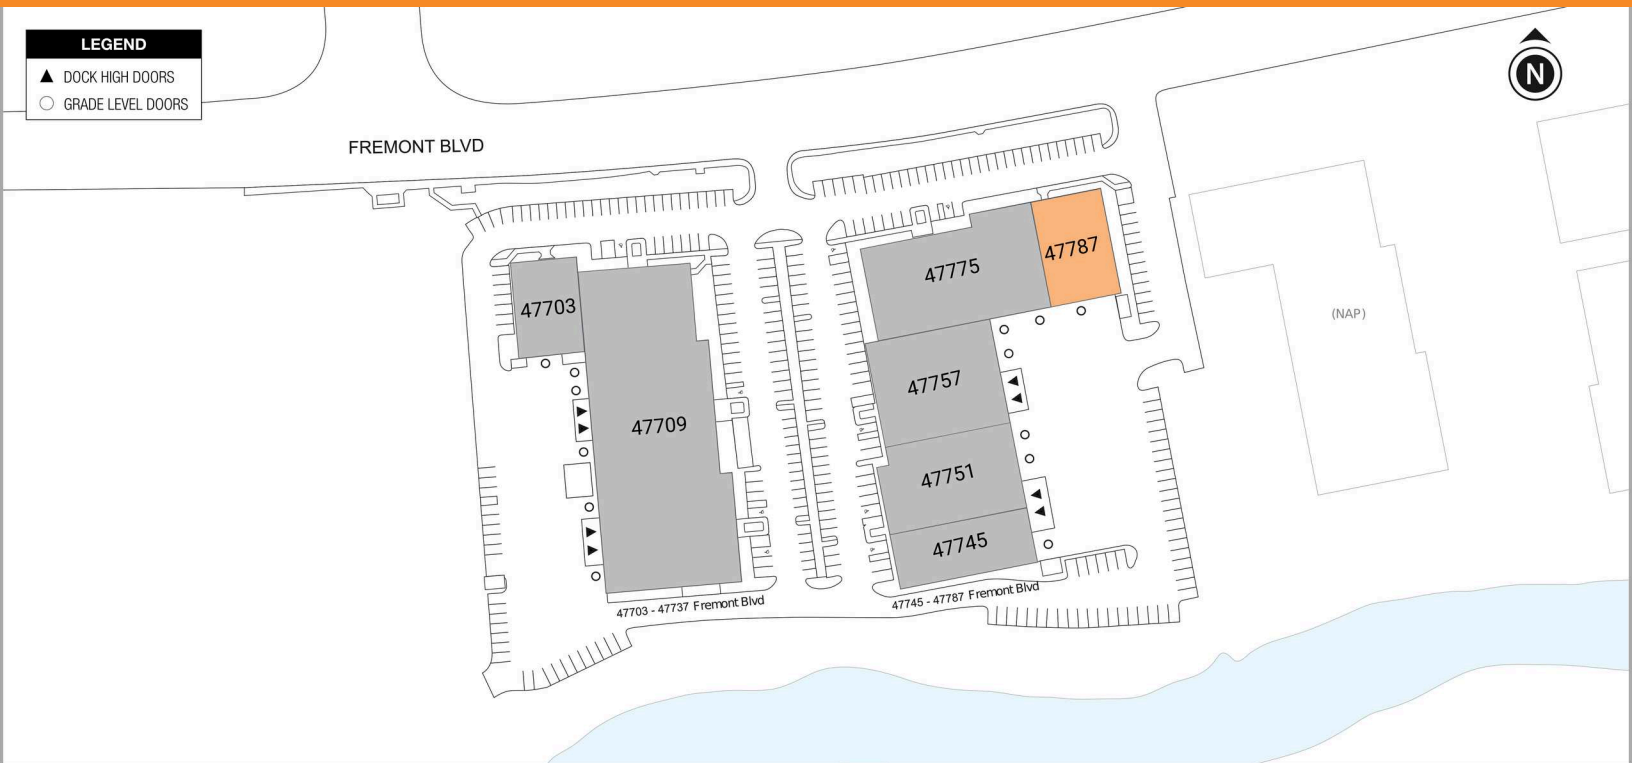 LEGEND
DOCK HIGH DOORS
GRADE LEVEL DOORS
N
FREMONT BLVD
47787
47775
47703
(NAP)
47757
47709
47751
47745
47703 - 47737 Fremont Blvd
47745 - 47787 Fremont Blvd